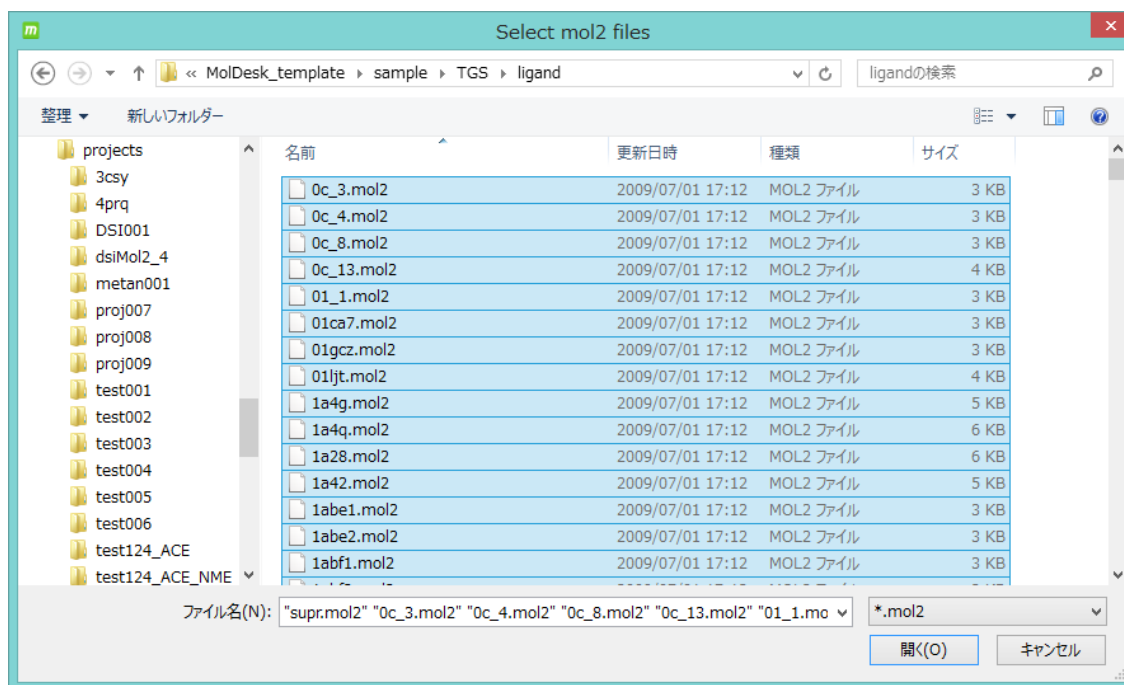 m Select mol2 files
« MolDesk_template ▸ sample ▸ TGS ▸ ligand ligandの検索
整理 新しいフォルダー
projects
3csy
4prq
DSI001
dsiMol2_4
metan001
proj007
proj008
proj009
test001
test002
test003
test004
test005
test006
test124_ACE
test124_ACE_NME
名前 更新日時 種類 サイズ
0c_3.mol2 2009/07/01 17:12 MOL2 ファイル 3 KB
0c_4.mol2 2009/07/01 17:12 MOL2 ファイル 3 KB
0c_8.mol2 2009/07/01 17:12 MOL2 ファイル 3 KB
0c_13.mol2 2009/07/01 17:12 MOL2 ファイル 4 KB
01_1.mol2 2009/07/01 17:12 MOL2 ファイル 3 KB
01ca7.mol2 2009/07/01 17:12 MOL2 ファイル 3 KB
01gcz.mol2 2009/07/01 17:12 MOL2 ファイル 3 KB
01ljt.mol2 2009/07/01 17:12 MOL2 ファイル 4 KB
1a4g.mol2 2009/07/01 17:12 MOL2 ファイル 5 KB
1a4q.mol2 2009/07/01 17:12 MOL2 ファイル 6 KB
1a28.mol2 2009/07/01 17:12 MOL2 ファイル 6 KB
1a42.mol2 2009/07/01 17:12 MOL2 ファイル 5 KB
1abe1.mol2 2009/07/01 17:12 MOL2 ファイル 3 KB
1abe2.mol2 2009/07/01 17:12 MOL2 ファイル 3 KB
1abf1.mol2 2009/07/01 17:12 MOL2 ファイル 3 KB
ファイル名(N): "supr.mol2" "0c_3.mol2" "0c_4.mol2" "0c_8.mol2" "0c_13.mol2" "01_1.mo *.mol2
開く(O) キャンセル